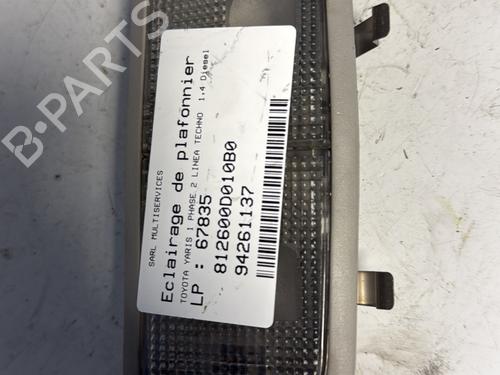 SARL MULTISERVICES
Eclairage de plafonnier
TOYOTA YARIS 1 PHASE 2 LINEA TECHNO 1.4 Diesel
LP : 67835
812600D010B0
94261137
B-PARTS